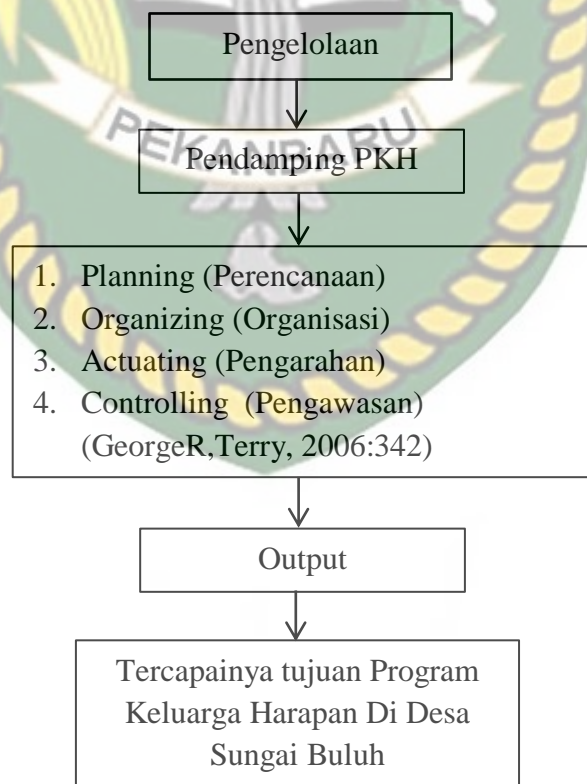 Pengelolaan
PEKANBARU
Pendamping PKH
1. Planning (Perencanaan)
2. Organizing (Organisasi)
3. Actuating (Pengarahan)
4. Controlling (Pengawasan)
(GeorgeR,Terry, 2006:342)
Output
Tercapainya tujuan Program
Keluarga Harapan Di Desa
Sungai Buluh